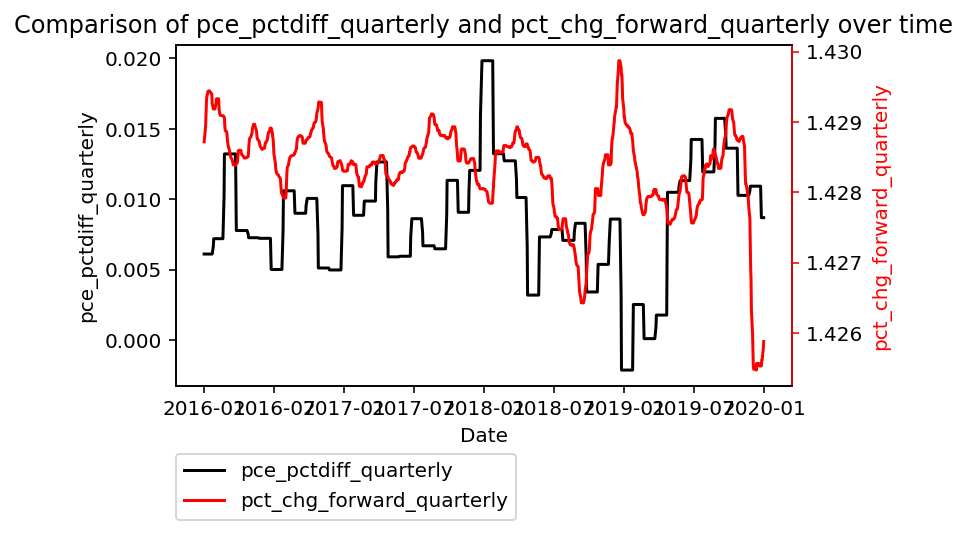 Comparison of pce_pctdiff_quarterly and pct_chg_forward_quarterly over time
pce_pctdiff_quarterly
0.020
0.015
0.010
0.005
0.000
1.430
1.429
1.428
1.427
1.426
pct_chg_forward_quarterly
2016-01 2016-07 2017-01 2017-07 2018-01 2018-07 2019-01 2019-07 2020-01
Date
pce_pctdiff_quarterly
pct_chg_forward_quarterly